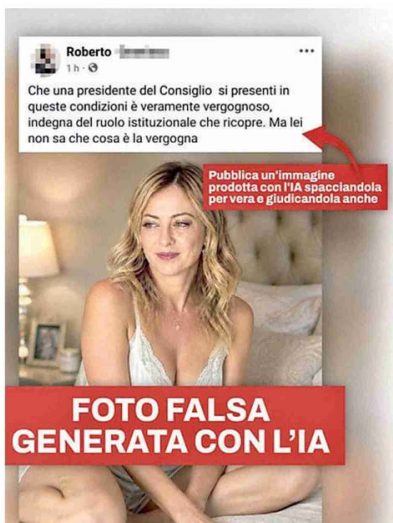 Roberto
1 h ·
Che una presidente del Consiglio si presenti in
queste condizioni è veramente vergognoso,
indegna del ruolo istituzionale che ricopre. Ma lei
non sa che cosa è la vergogna
Pubblica un'immagine
prodotta con l'IA spacciandola
per vera e giudicandola anche
FOTO FALSA
GENERATA CON L'IA